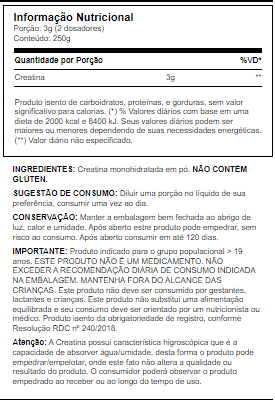 Informação Nutricional
Porção: 3g (2 dosadores)
Conteúdo: 250g
Quantidade por Porção %VD*
Creatina 3g **
Produto isento de carboidratos, proteínas, e gorduras, sem valor
significativo para calorias. (*) % Valores diários com base em uma
dieta de 2000 kcal e 8400 kJ. Seus valores diários podem ser
maiores ou menores dependendo de suas necessidades energéticas.
(**) Valor diário não especificado.
INGREDIENTES: Creatina monohidratada em pó. NÃO CONTÉM
GLÚTEN.
SUGESTÃO DE CONSUMO: Diluir uma porção no líquido de sua
preferência, consumir uma vez ao dia.
CONSERVAÇÃO: Manter a embalagem bem fechada ao abrigo de
luz, calor e umidade. Após aberto estre produto pode empedrar, sem
risco ao consumo. Após aberto consumir em até 120 dias.
IMPORTANTE: Produto indicado para o grupo populacional > 19
anos. ESTE PRODUTO NÃO É UM MEDICAMENTO. NÃO
EXCEDER A RECOMENDAÇÃO DIÁRIA DE CONSUMO INDICADA
NA EMBALAGEM. MANTENHA FORA DO ALCANCE DAS
CRIANÇAS. Este produto não deve ser consumido por gestantes,
lactantes e crianças. Este produto não substitui uma alimentação
equilibrada e seu consumo deve ser orientado por um nutricionista ou
médico. Produto isento da obrigatoriedade de registro, conforme
Resolução RDC nº 240/2018.
Atenção: A Creatina possui característica higroscópica que é a
capacidade de absorver água/umidade, desta forma o produto pode
empedrar/empelotar, onde este fato não altera a qualidade ou
resultado do produto. O consumidor poderá observar o produto
empedrado ao receber ou ao longo do tempo de uso.